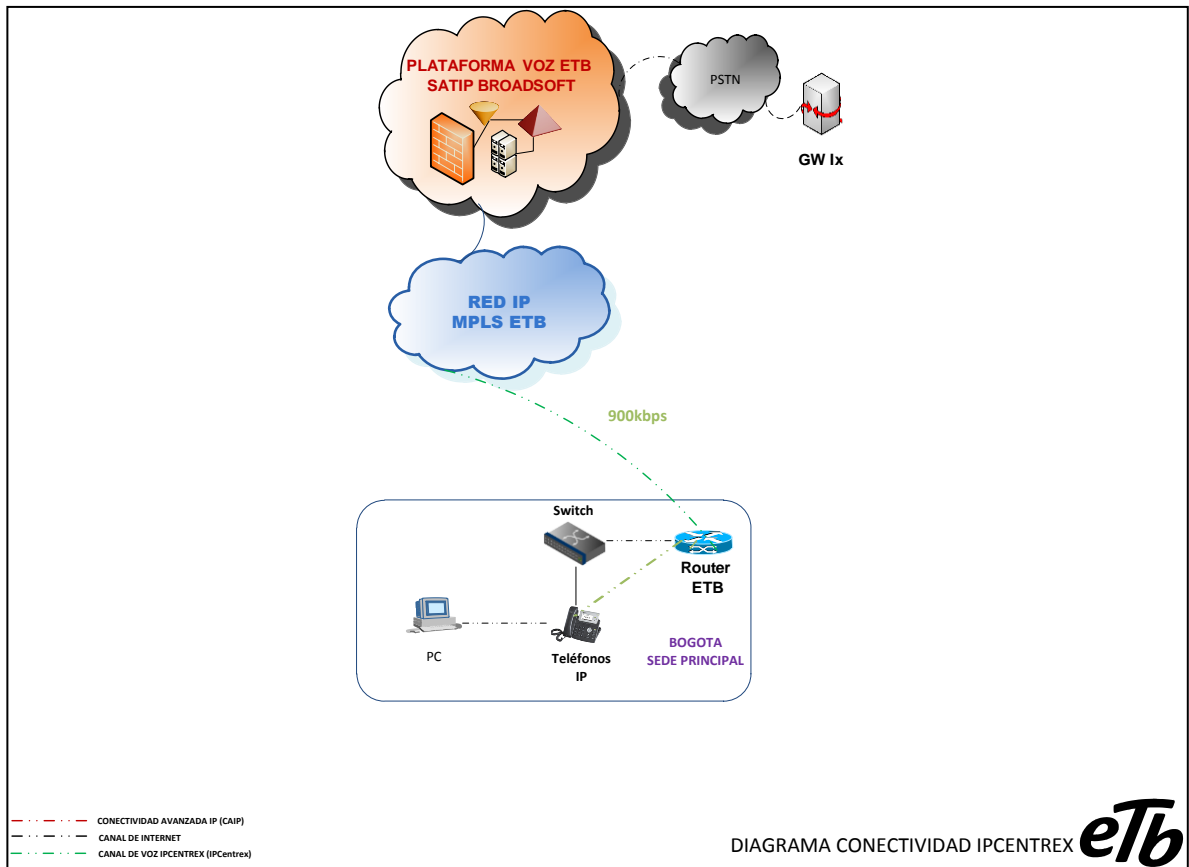 PLATAFORMA VOZ ETB
SATIP BROADSOFT
PSTN
GW Ix
RED IP
MPLS ETB
900kbps
Switch
Router
ETB
PC
Teléfonos
IP
BOGOTA
SEDE PRINCIPAL
CONECTIVIDAD AVANZADA IP (CAIP)
CANAL DE INTERNET
CANAL DE VOZ IPCENTREX (IPCentrex)
DIAGRAMA CONECTIVIDAD IPCENTREX
eTb